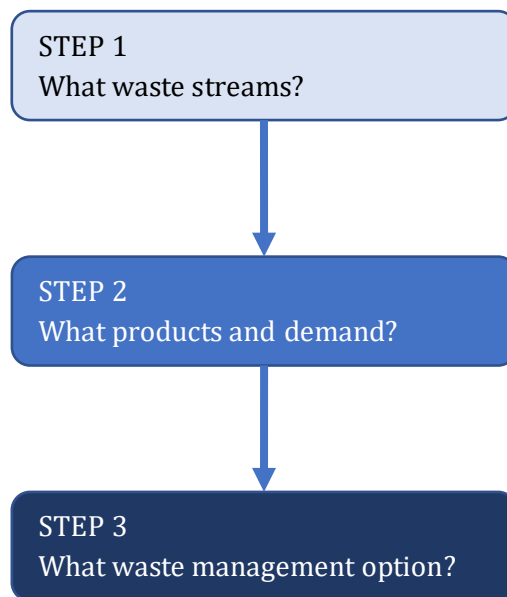 STEP 1
What waste streams?
STEP 2
What products and demand?
STEP 3
What waste management option?